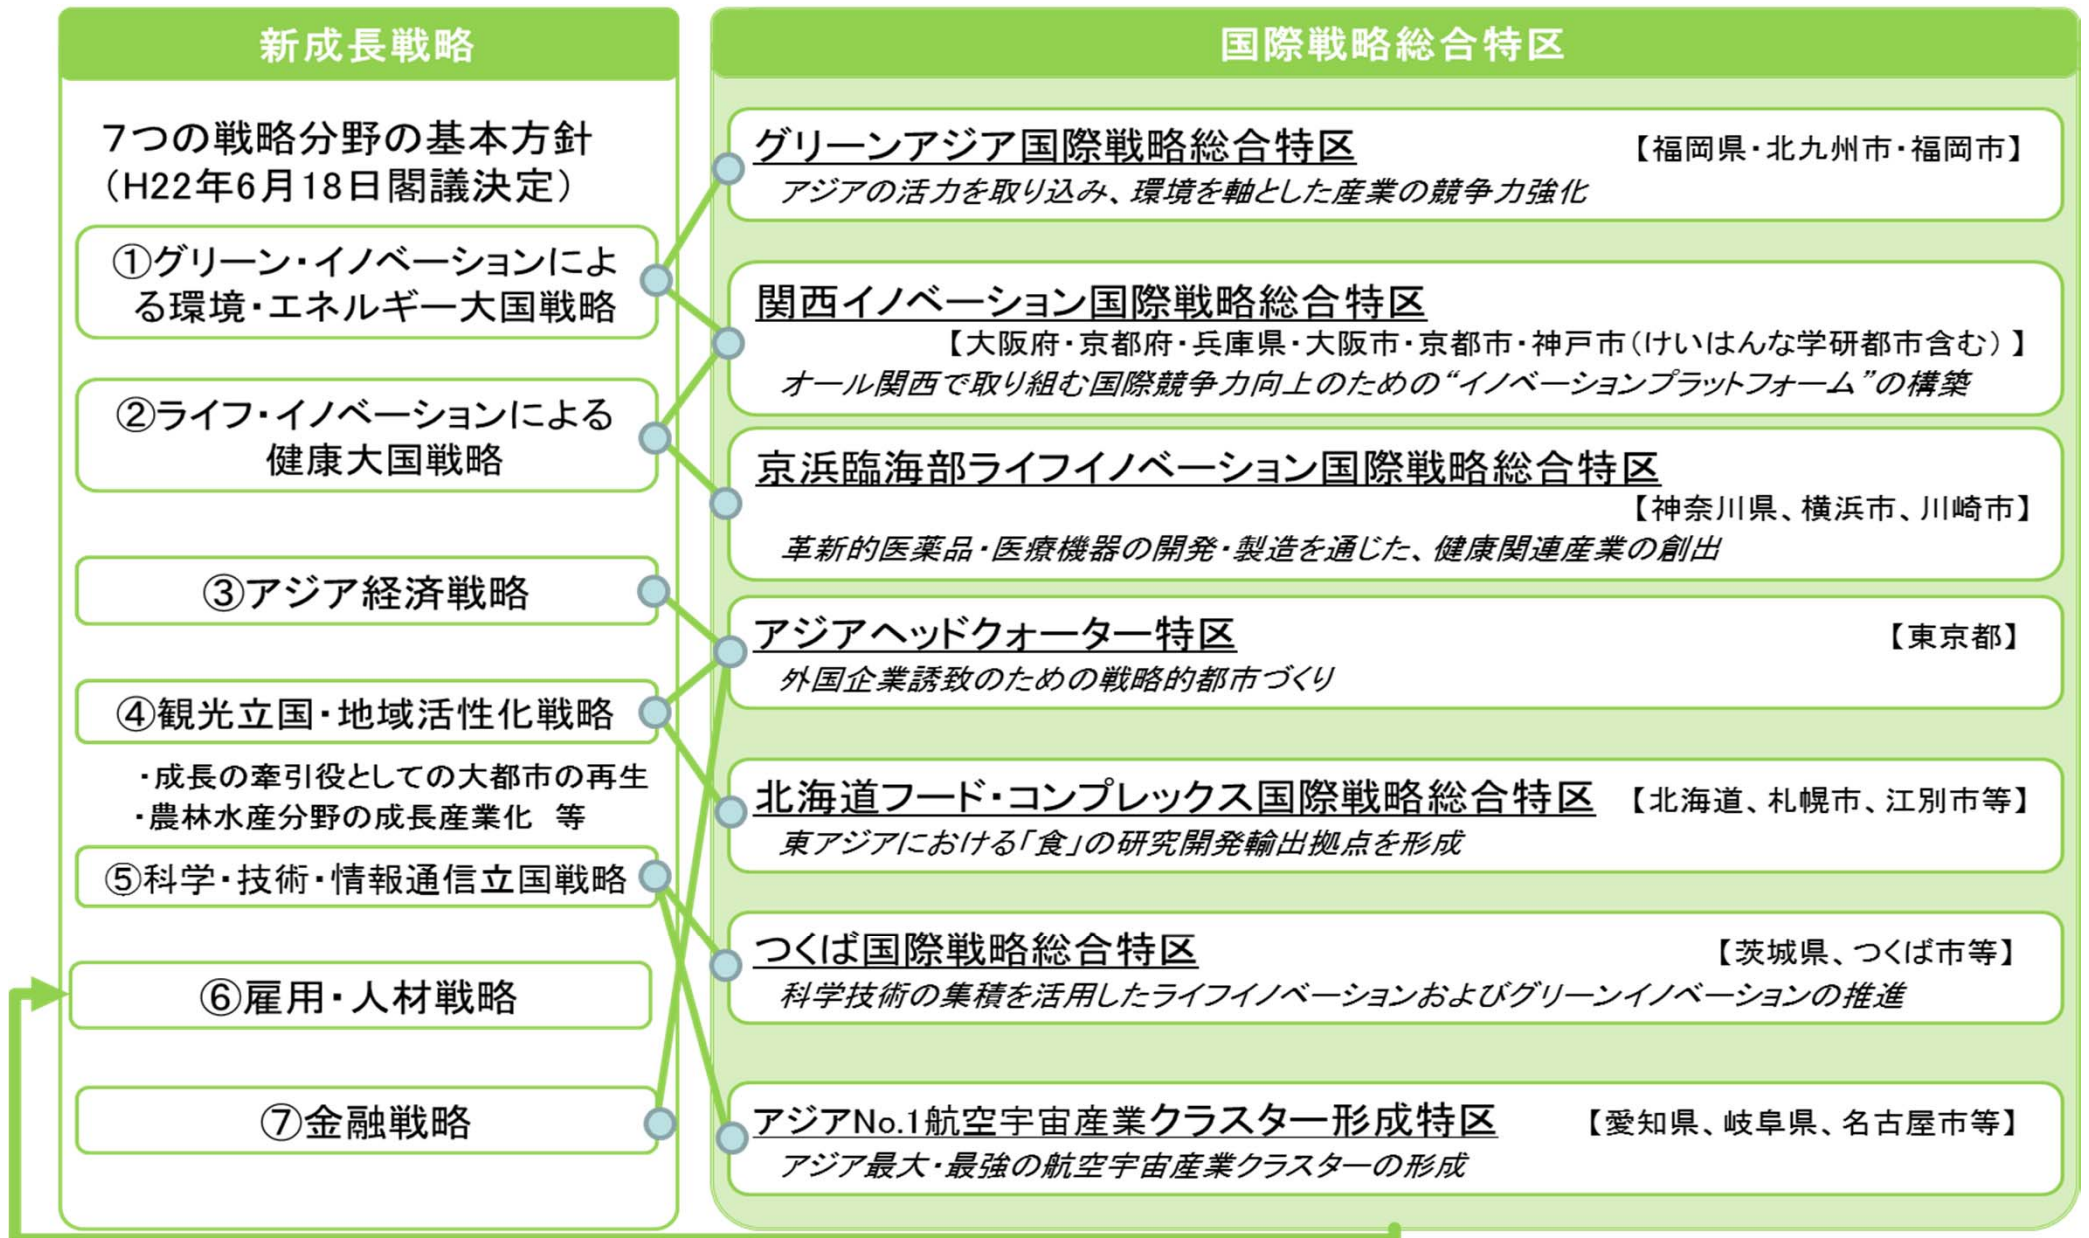 新成長戦略
7つの戦略分野の基本方針
（H22年6月18日閣議決定）
①グリーン・イノベーションによ
る環境・エネルギー大国戦略
②ライフ・イノベーションによる
健康大国戦略
③アジア経済戦略
④観光立国・地域活性化戦略
・成長の牽引役としての大都市の再生
・農林水産分野の成長産業化　等
⑤科学・技術・情報通信立国戦略
⑥雇用・人材戦略
⑦金融戦略
国際戦略総合特区
グリーンアジア国際戦略総合特区　【福岡県・北九州市・福岡市】
アジアの活力を取り込み、環境を軸とした産業の競争力強化
関西イノベーション国際戦略総合特区
【大阪府・京都府・兵庫県・大阪市・京都市・神戸市（けいはんな学研都市含む）】
オール関西で取り組む国際競争力向上のための“イノベーションプラットフォーム”の構築
京浜臨海部ライフイノベーション国際戦略総合特区
【神奈川県、横浜市、川崎市】
革新的医薬品・医療機器の開発・製造を通じた、健康関連産業の創出
アジアヘッドクォーター特区　【東京都】
外国企業誘致のための戦略的都市づくり
北海道フード・コンプレックス国際戦略総合特区　【北海道、札幌市、江別市等】
東アジアにおける「食」の研究開発輸出拠点を形成
つくば国際戦略総合特区　【茨城県、つくば市等】
科学技術の集積を活用したライフイノベーションおよびグリーンイノベーションの推進
アジアNo.1航空宇宙産業クラスター形成特区　【愛知県、岐阜県、名古屋市等】
アジア最大・最強の航空宇宙産業クラスターの形成